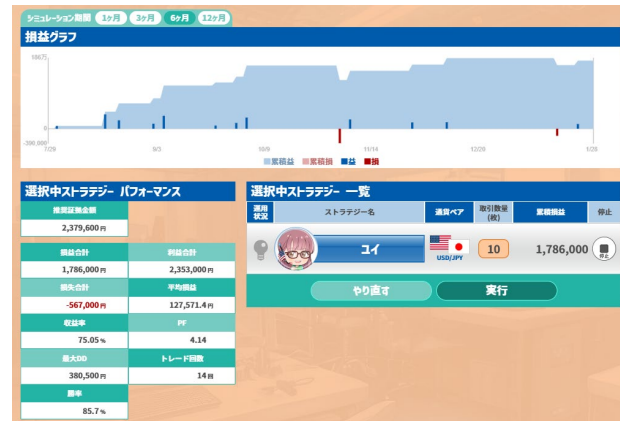 シミュレーション期間 1ヶ月 3ヶ月 6ヶ月 12ヶ月
損益グラフ
186万
0
-200,000
7/29 9/3 10/9 11/14 12/20 1/28
■累積益 ■累積損 ■益 ■損
選択中ストラテジー パフォーマンス
推奨証拠金額
2,379,600円
損益合計 利益合計
1,786,000円 2,353,000円
損失合計 平均損益
-567,000円 127,571.4円
収益率 PF
75.05% 4.14
最大DD トレード回数
380,500円 14回
勝率
85.7%
選択中ストラテジー 一覧
運用状況 ストラテジー名 通貨ペア 取引数量(枚) 累積損益 停止
ユイ USD/JPY 10 1,786,000 停止
やり直す 実行